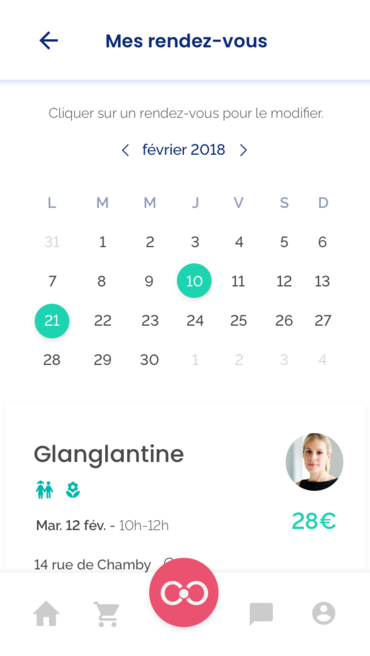 Mes rendez-vous
Cliquer sur un rendez-vous pour le modifier.
février 2018
L M M J V S D
31 1 2 3 4 5 6
7 8 9 10 11 12 13
21 22 23 24 25 26 27
28 29 30 1 2 3 4
Glanglantine
Mar. 12 fév. - 10h-12h
28€
14 rue de Chamby